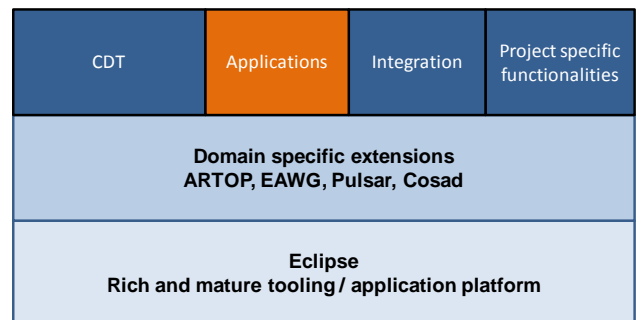 CDT
Applications
Integration
Project specific
functionalities
Domain specific extensions
ARTOP, EAWG, Pulsar, Cosad
Eclipse
Rich and mature tooling / application platform